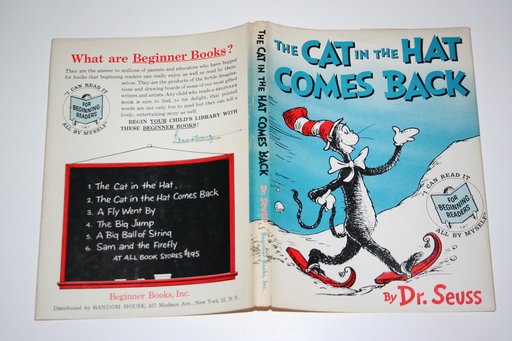 What are Beginner Books?
They are the answer to millions of parents and educators who have begged
for books that beginning readers can really enjoy as well as read by them-
selves. They are the products of the fertile imagina-
tions and drawing boards of some of our most gifted
writers and artists. Any child who reads a BEGINNER
BOOK is sure to find, to his delight, that printed
words are not only fun to read but they can tell a
lively, entertaining story as well.
BEGIN YOUR CHILD'S LIBRARY WITH
THESE BEGINNER BOOKS!
"I CAN READ IT
FOR
BEGINNING
READERS
ALL BY MYSELF"
1. The Cat in the Hat.
2. The Cat in the Hat Comes Back
3. A Fly Went By
4. The Big Jump
5. A Big Ball of String
6. Sam and the Firefly
AT ALL BOOK STORES $1.95
Beginner Books, Inc.
Distributed by RANDOM HOUSE, 457 Madison Ave., New York 22, N.Y.
THE CAT IN THE HAT COMES BACK
By Dr. Seuss
Beginner Books, Inc.
THE CAT IN THE HAT
COMES BACK
"I CAN READ IT
FOR
BEGINNING
READERS
ALL BY MYSELF"
By Dr. Seuss